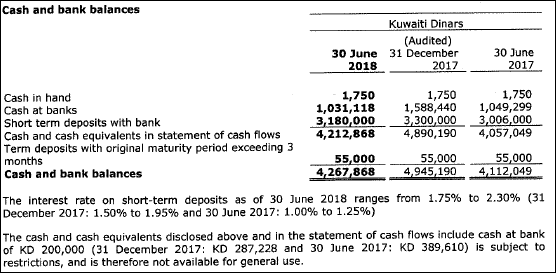 Cash and bank balances
Kuwaiti Dinars
(Audited)
30 June 31 December 30 June
2018 2017 2017
Cash in hand 1,750 1,750 1,750
Cash at banks 1,031,118 1,588,440 1,049,299
Short term deposits with bank 3,180,000 3,300,000 3,006,000
Cash and cash equivalents in statement of cash flows 4,212,868 4,890,190 4,057,049
Term deposits with original maturity period exceeding 3
months 55,000 55,000 55,000
Cash and bank balances 4,267,868 4,945,190 4,112,049
The interest rate on short-term deposits as of 30 June 2018 ranges from 1.75% to 2.30% (31
December 2017: 1.50% to 1.95% and 30 June 2017: 1.00% to 1.25%)
The cash and cash equivalents disclosed above and in the statement of cash flows include cash at bank
of KD 200,000 (31 December 2017: KD 287,228 and 30 June 2017: KD 389,610) is subject to
restrictions, and is therefore not available for general use.